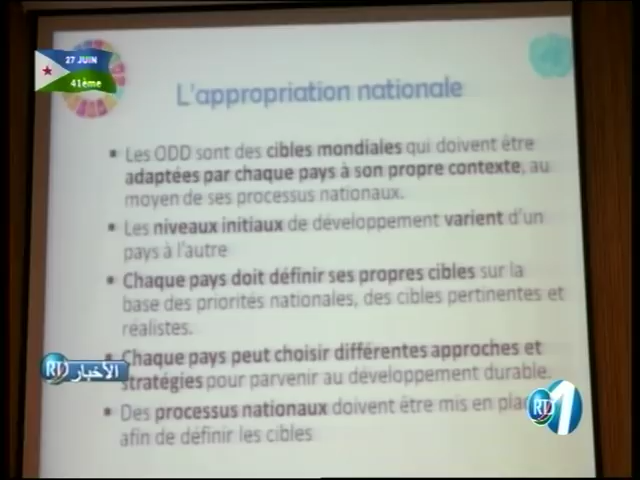 27 JUIN
41ème
L'appropriation nationale
• Les ODD sont des cibles mondiales qui doivent être
adaptées par chaque pays à son propre contexte, au
moyen de ses processus nationaux.
• Les niveaux initiaux de développement varient d'un
pays à l'autre
• Chaque pays doit définir ses propres cibles sur la
base des priorités nationales, des cibles pertinentes et
réalistes.
Chaque pays peut choisir différentes approches et
stratégies pour parvenir au développement durable.
• Des processus nationaux doivent être mis en
afin de définir les cibles
RTD الأخبار
RTD 1